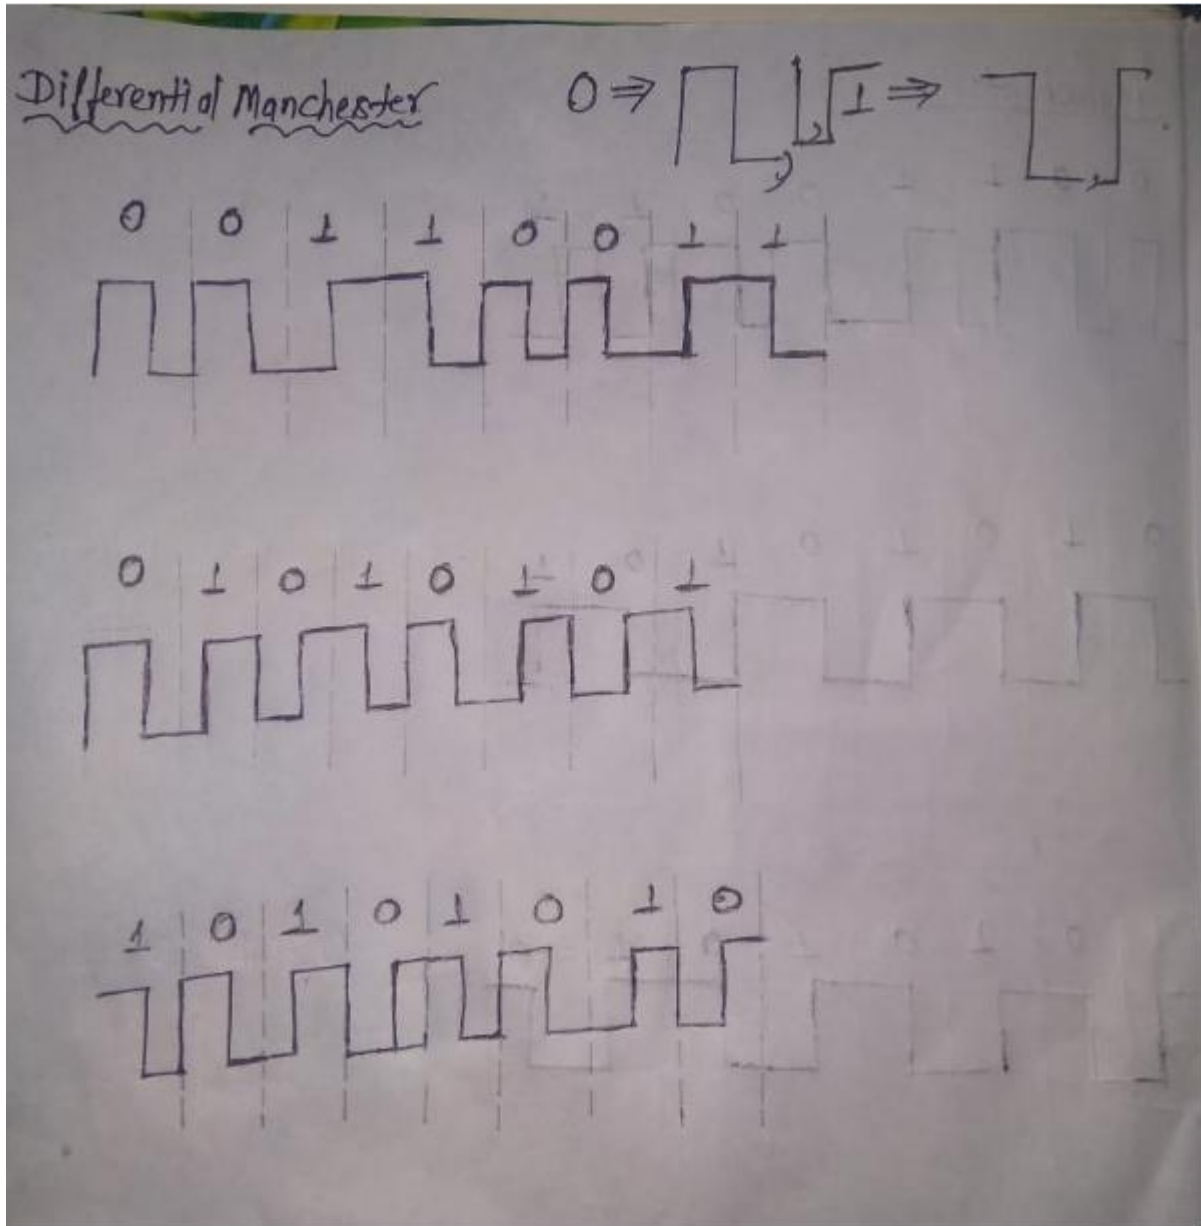 Differential Manchester 0 ⇒ 1 ⇒
0 0 1 1 0 0 1 1
0 1 0 1 0 1 0 1
1 0 1 0 1 0 1 0